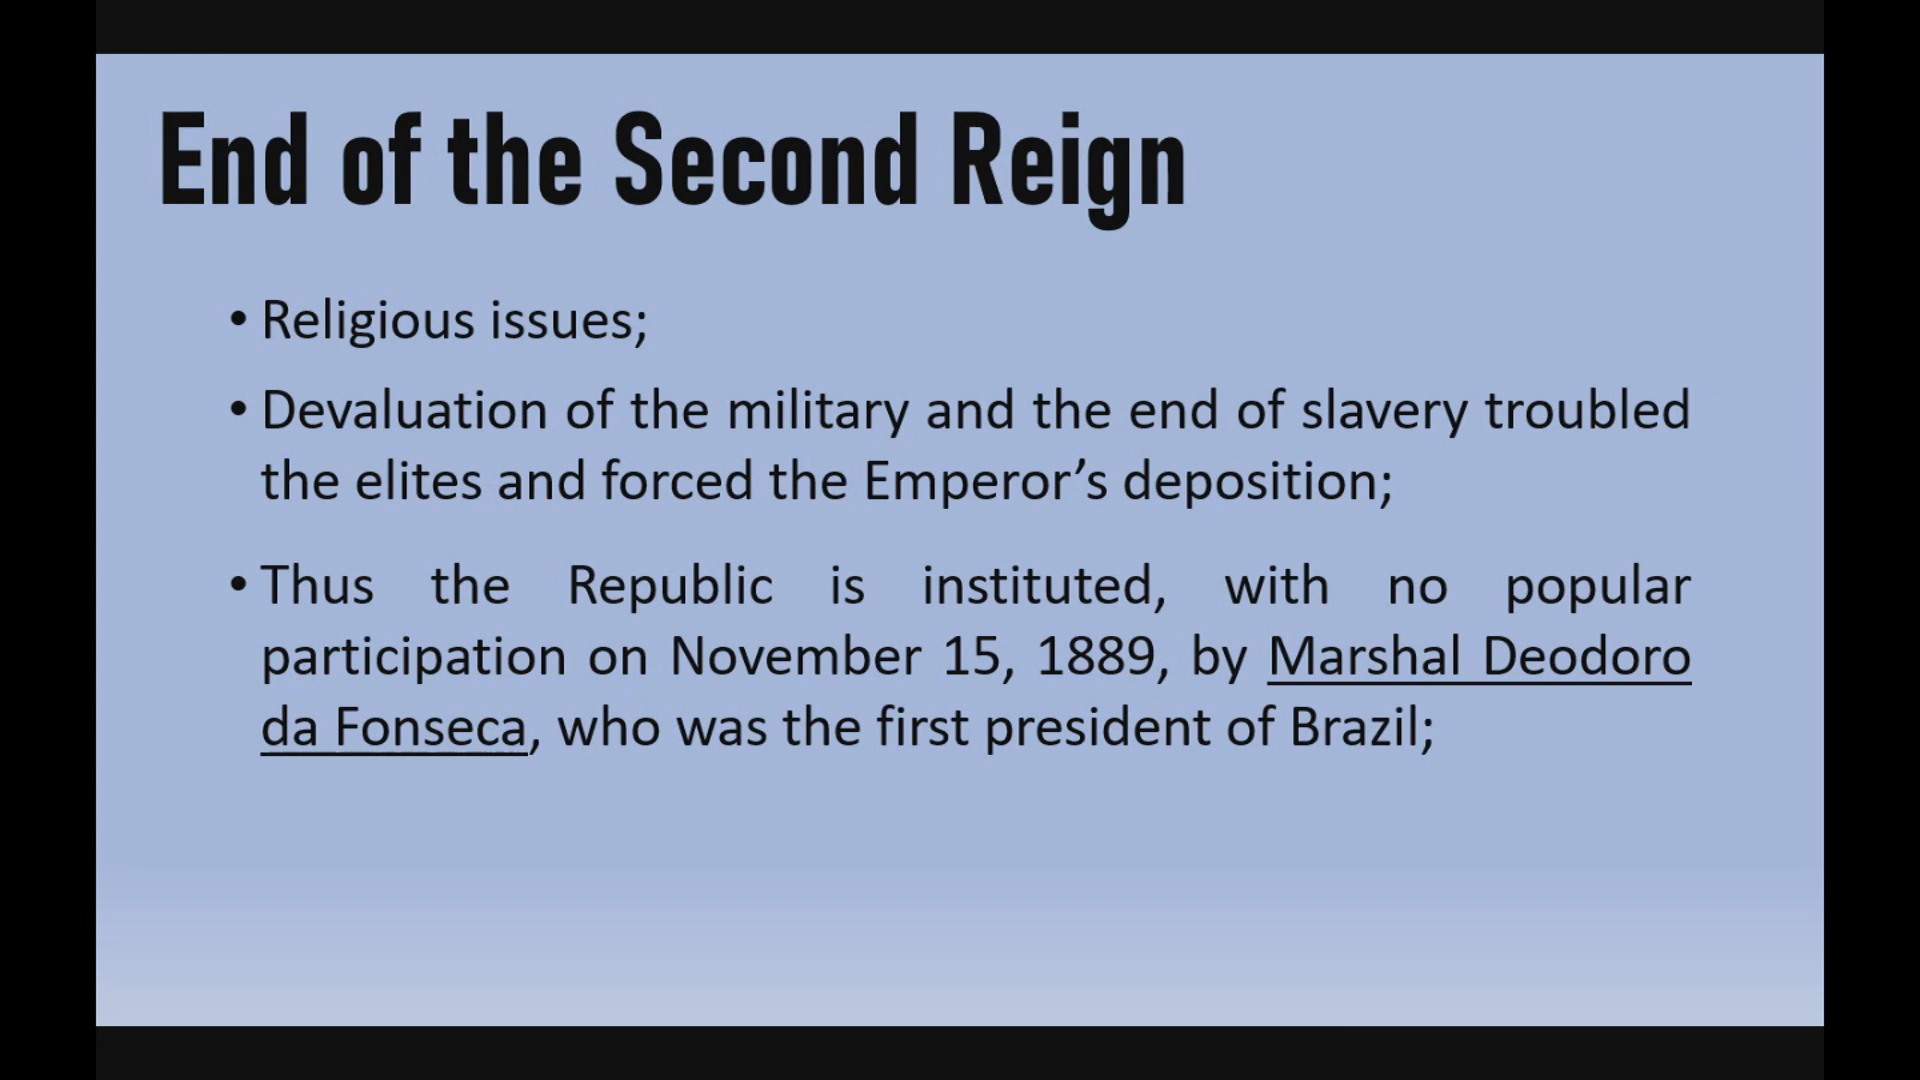 End of the Second Reign
• Religious issues;
• Devaluation of the military and the end of slavery troubled
the elites and forced the Emperor’s deposition;
• Thus the Republic is instituted, with no popular
participation on November 15, 1889, by Marshal Deodoro
da Fonseca, who was the first president of Brazil;